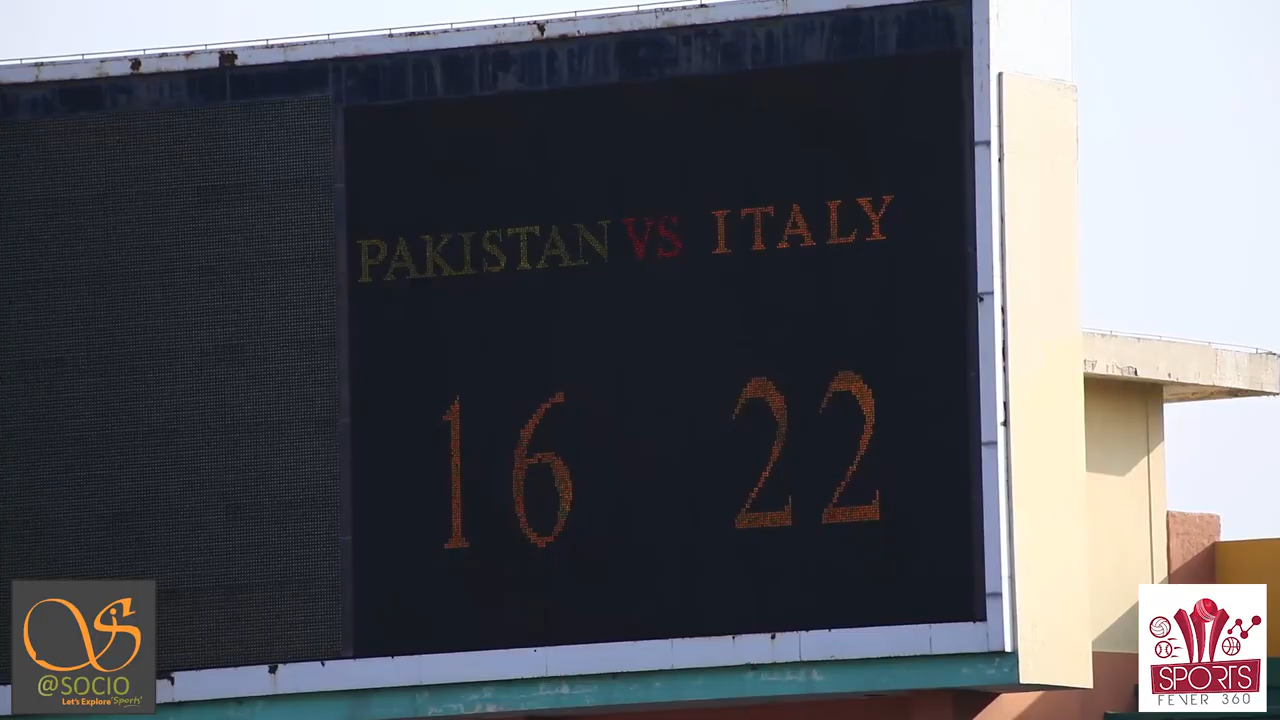 PAKISTAN VS ITALY
16 22
@SOCIO
Let's Explore 'Sports'
SPORTS
FEVER 360